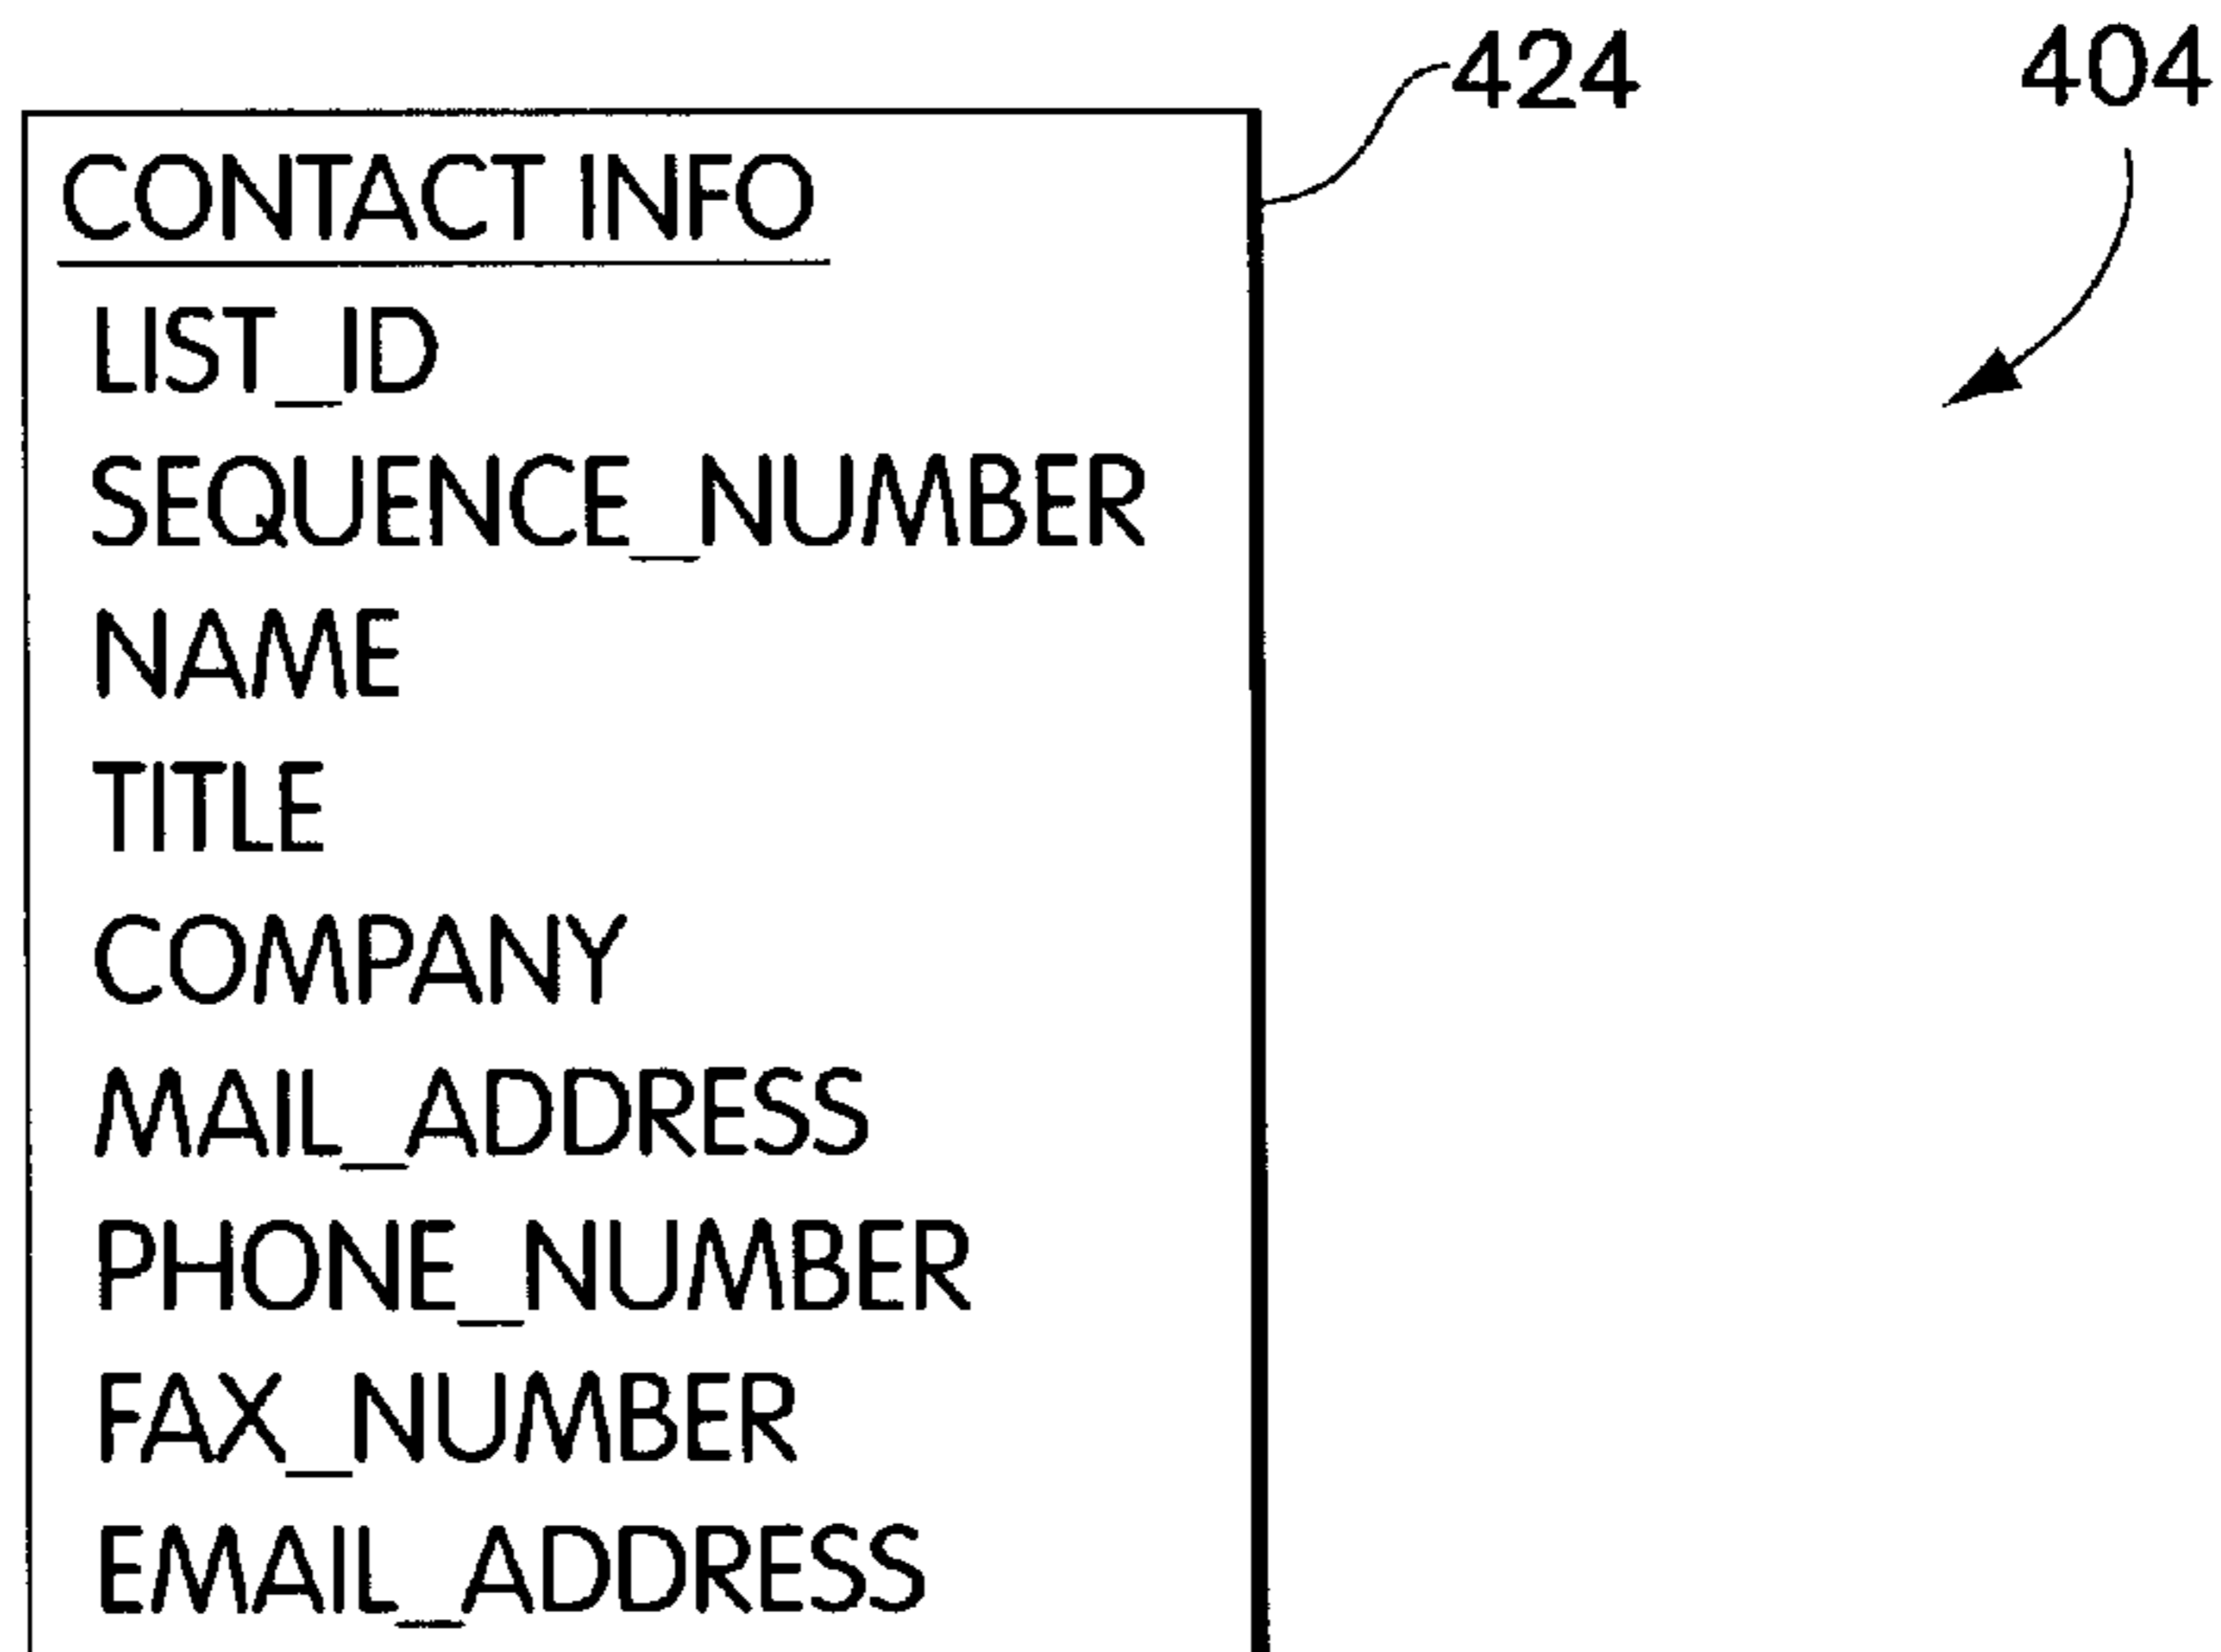 424
404
CONTACT INFO
LIST_ID
SEQUENCE_NUMBER
NAME
TITLE
COMPANY
MAIL_ADDRESS
PHONE_NUMBER
FAX_NUMBER
EMAIL_ADDRESS